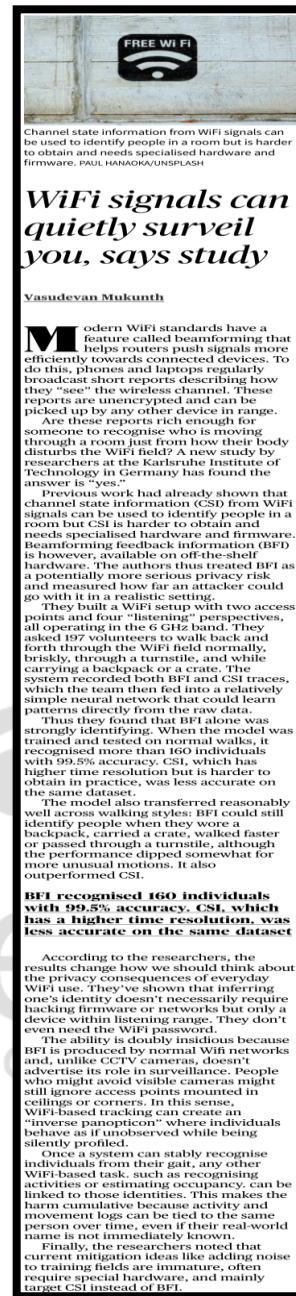 FREE Wi Fi
Channel state information from WiFi signals can
be used to identify people in a room but is harder
to obtain and needs specialised hardware and
firmware. PAUL HANAOKA/UNSPLASH
WiFi signals can
quietly surveil
you, says study
Vasudevan Mukunth
Modern WiFi standards have a
feature called beamforming that
helps routers push signals more
efficiently towards connected devices. To
do this, phones and laptops regularly
broadcast short reports describing how
they “see” the wireless channel. These
reports are unencrypted and can be
picked up by any other device in range.
Are these reports rich enough for
someone to recognise who is moving
through a room just from how their body
disturbs the WiFi field? A new study by
researchers at the Karlsruhe Institute of
Technology in Germany has found the
answer is “yes.”
Previous work had already shown that
channel state information (CSI) from WiFi
signals can be used to identify people in a
room but CSI is harder to obtain and
needs specialised hardware and firmware.
Beamforming feedback information (BFI)
is however, available on off-the-shelf
hardware. The authors thus treated BFI as
a potentially more serious privacy risk
and measured how far an attacker could
go with it in a realistic setting.
They built a WiFi setup with two access
points and four “listening” perspectives,
all operating in the 6 GHz band. They
asked 197 volunteers to walk back and
forth through the WiFi field normally,
briskly, through a turnstile, and while
carrying a backpack or a crate. The
system recorded both BFI and CSI traces,
which the team then fed into a relatively
simple neural network that could learn
patterns directly from the raw data.
Thus they found that BFI alone was
strongly identifying. When the model was
trained and tested on normal walks, it
recognised more than 160 individuals
with 99.5% accuracy. CSI, which has
higher time resolution but is harder to
obtain in practice, was less accurate on
the same dataset.
The model also transferred reasonably
well across walking styles: BFI could still
identify people when they wore a
backpack, carried a crate, walked faster
or passed through a turnstile, although
the performance dipped somewhat for
more unusual motions. It also
outperformed CSI.
BFI recognised 160 individuals
with 99.5% accuracy. CSI, which
has a higher time resolution, was
less accurate on the same dataset
According to the researchers, the
results change how we should think about
the privacy consequences of everyday
WiFi use. They’ve shown that inferring
one’s identity doesn’t necessarily require
hacking firmware or networks but only a
device within listening range. They don’t
even need the WiFi password.
The ability is doubly insidious because
BFI is produced by normal Wifi networks
and, unlike CCTV cameras, doesn’t
advertise its role in surveillance. People
who might avoid visible cameras might
still ignore access points mounted in
ceilings or corners. In this sense,
WiFi-based tracking can create an
“inverse panopticon” where individuals
behave as if unobserved while being
silently profiled.
Once a system can stably recognise
individuals from their gait, any other
WiFi-based task. such as recognising
activities or estimating occupancy. can be
linked to those identities. This makes the
harm cumulative because activity and
movement logs can be tied to the same
person over time, even if their real-world
name is not immediately known.
Finally, the researchers noted that
current mitigation ideas like adding noise
to training fields are immature, often
require special hardware, and mainly
target CSI instead of BFI.